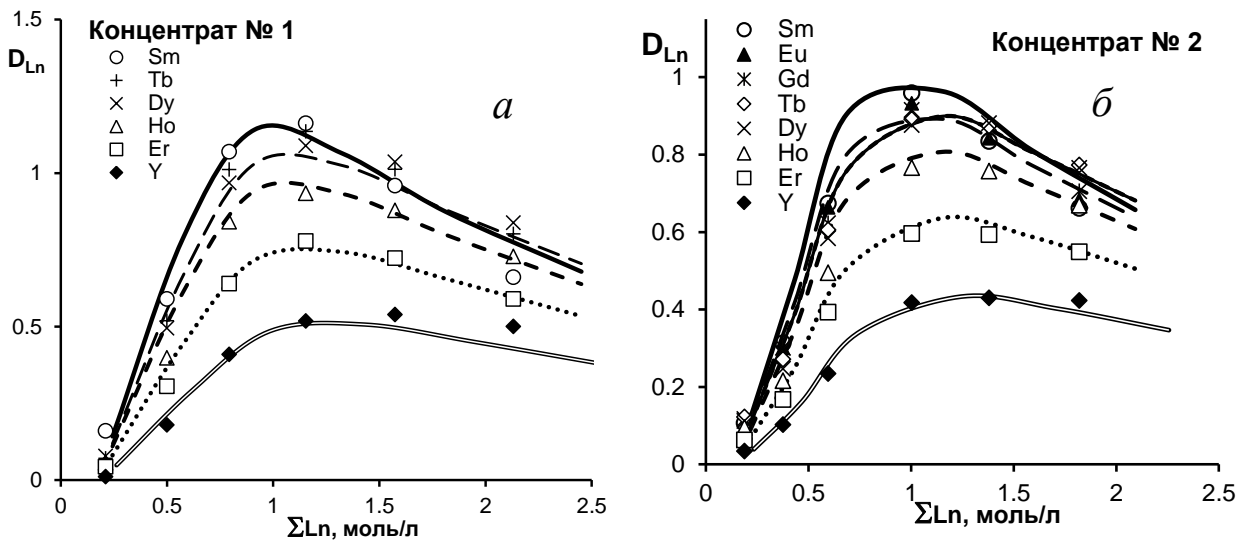 Концентрат № 1
D Ln
Sm
Tb
Dy
Ho
Er
Y
а
1.5
1
0.5
0
0 0.5 1 1.5 2 2.5
ΣLn, моль/л
Концентрат № 2
D Ln
Sm
Eu
Gd
Tb
Dy
Ho
Er
Y
б
1
0.8
0.6
0.4
0.2
0
0 0.5 1 1.5 2 2.5
ΣLn, моль/л